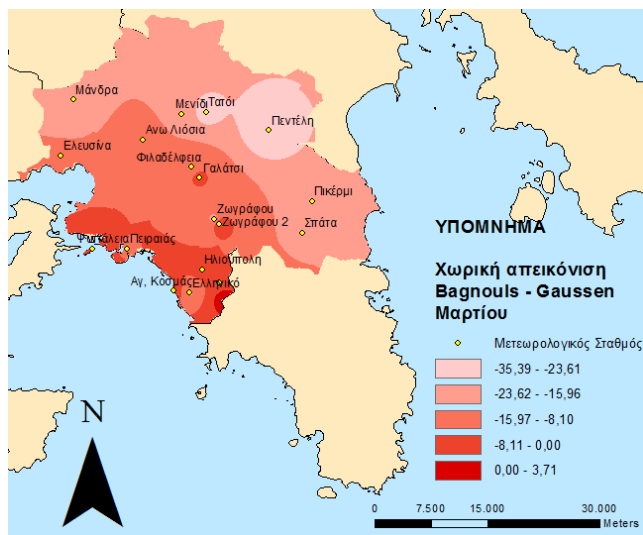 Μάνδρα
Μενίδι
Τατόι
Πεντέλη
Ανω Λιόσια
Ελευσίνα
Φιλαδέλφεια
Γαλάτσι
Πικέρμι
Ζωγράφου
Ζωγράφου 2
Σπάτα
Πειραιάς
Ηλιούπολη
Αγ. Κοσμάς
Ελληνικό
ΥΠΟΜΝΗΜΑ
Χωρική απεικόνιση
Bagnouls - Gaussen
Μαρτίου
Μετεωρολογικός Σταθμός
-35,39 - -23,61
-23,62 - -15,96
-15,97 - -8,10
-8,11 - 0,00
0,00 - 3,71
N
0 7.500 15.000 30.000
Meters